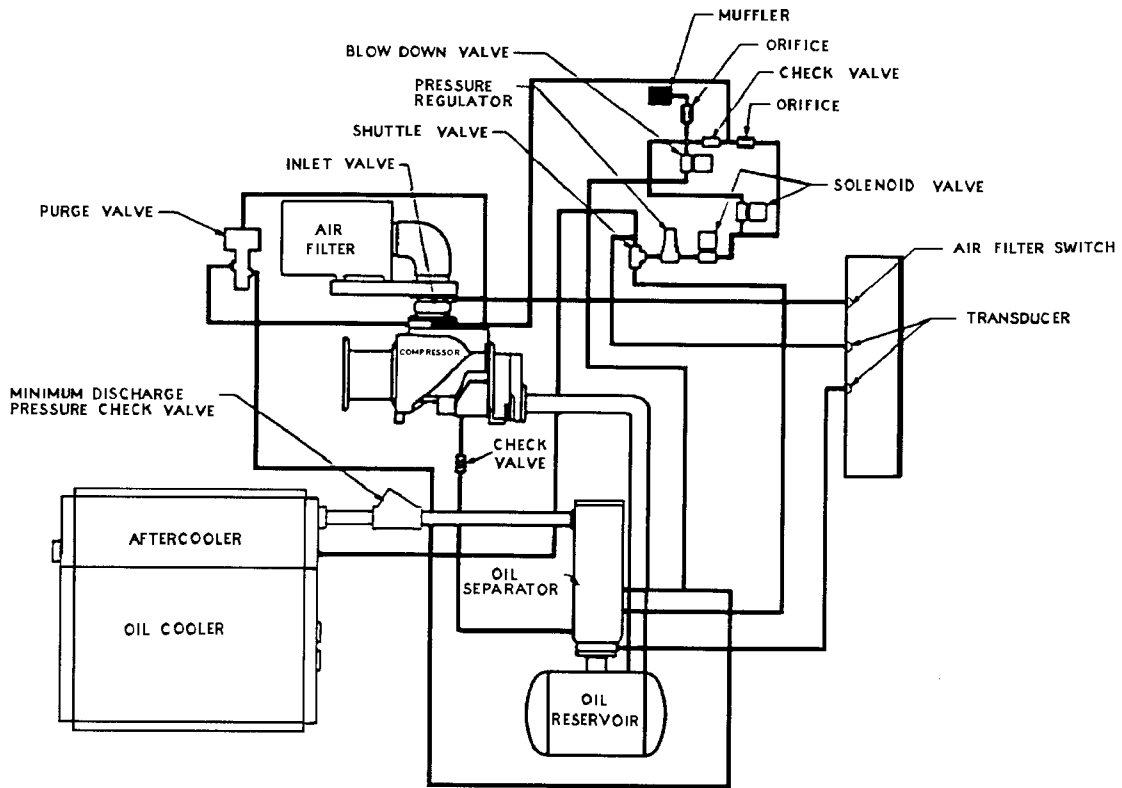 MUFFLER
BLOW DOWN VALVE
ORIFICE
PRESSURE
REGULATOR
CHECK VALVE
ORIFICE
SHUTTLE VALVE
INLET VALVE
SOLENOID VALVE
PURGE VALVE
AIR
FILTER
AIR FILTER SWITCH
TRANSDUCER
COMPRESSOR
MINIMUM DISCHARGE
PRESSURE CHECK VALVE
CHECK
VALVE
AFTERCOOLER
OIL
SEPARATOR
OIL COOLER
OIL
RESERVOIR